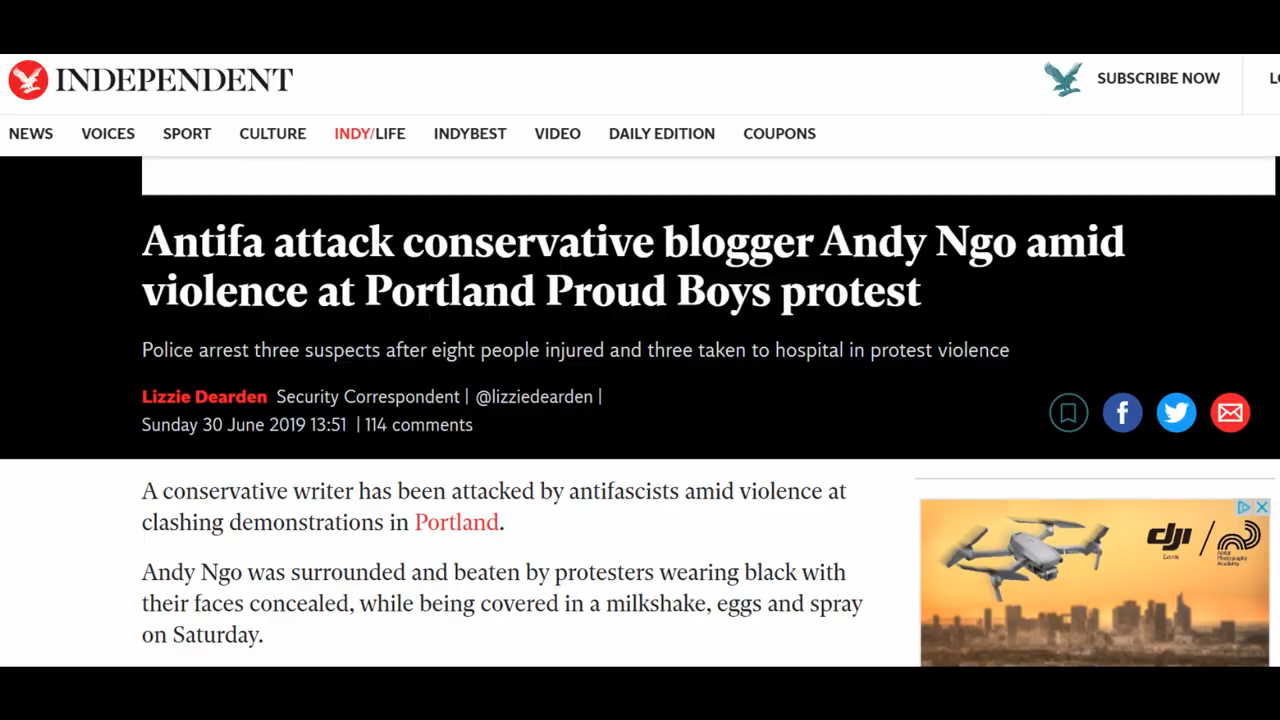 INDEPENDENT
SUBSCRIBE NOW
LO
NEWS VOICES SPORT CULTURE INDY/LIFE INDYBEST VIDEO DAILY EDITION COUPONS
Antifa attack conservative blogger Andy Ngo amid
violence at Portland Proud Boys protest
Police arrest three suspects after eight people injured and three taken to hospital in protest violence
Lizzie Dearden Security Correspondent | @lizziedearden |
Sunday 30 June 2019 13:51 | 114 comments
A conservative writer has been attacked by antifascists amid violence at
clashing demonstrations in Portland.
Andy Ngo was surrounded and beaten by protesters wearing black with
their faces concealed, while being covered in a milkshake, eggs and spray
on Saturday.
dji